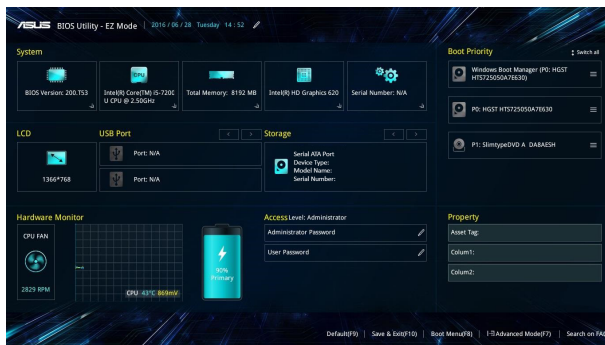 ASUS BIOS Utility - EZ Mode 2016 / 06 / 28 Tuesday 14 : 52
System
BIOS Version: 200.T53
CPU
Intel(R) Core(TM) i5-7200
U CPU @ 2.50GHz
Total Memory: 8192 MB
Intel(R) HD Graphics 620
Serial Number: N/A
Boot Priority
Switch all
Windows Boot Manager (P0: HGST
HTS725050A7E630)
P0: HGST HTS725050A7E630
P1: SlimtypeDVD A DA8AESH
LCD
1366*768
USB Port
Port: N/A
Port: N/A
Storage
Serial ATA Port
Device Type:
Model Name:
Serial Number:
Hardware Monitor
CPU FAN
2829 RPM
CPU 43°C 869mV
90%
Primary
Access Level: Administrator
Administrator Password
User Password
Property
Asset Tag:
Colum1:
Colum2:
Default(F9) Save & Exit(F10) Boot Menu(F8) Advanced Mode(F7) Search on FAQ